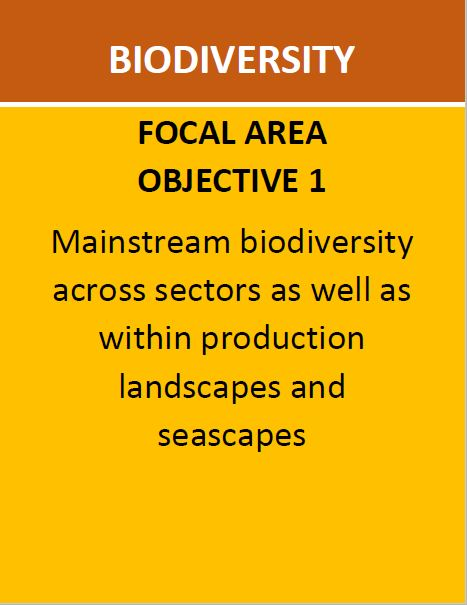 BIODIVERSITY
FOCAL AREA
OBJECTIVE 1
Mainstream biodiversity
across sectors as well as
within production
landscapes and
seascapes